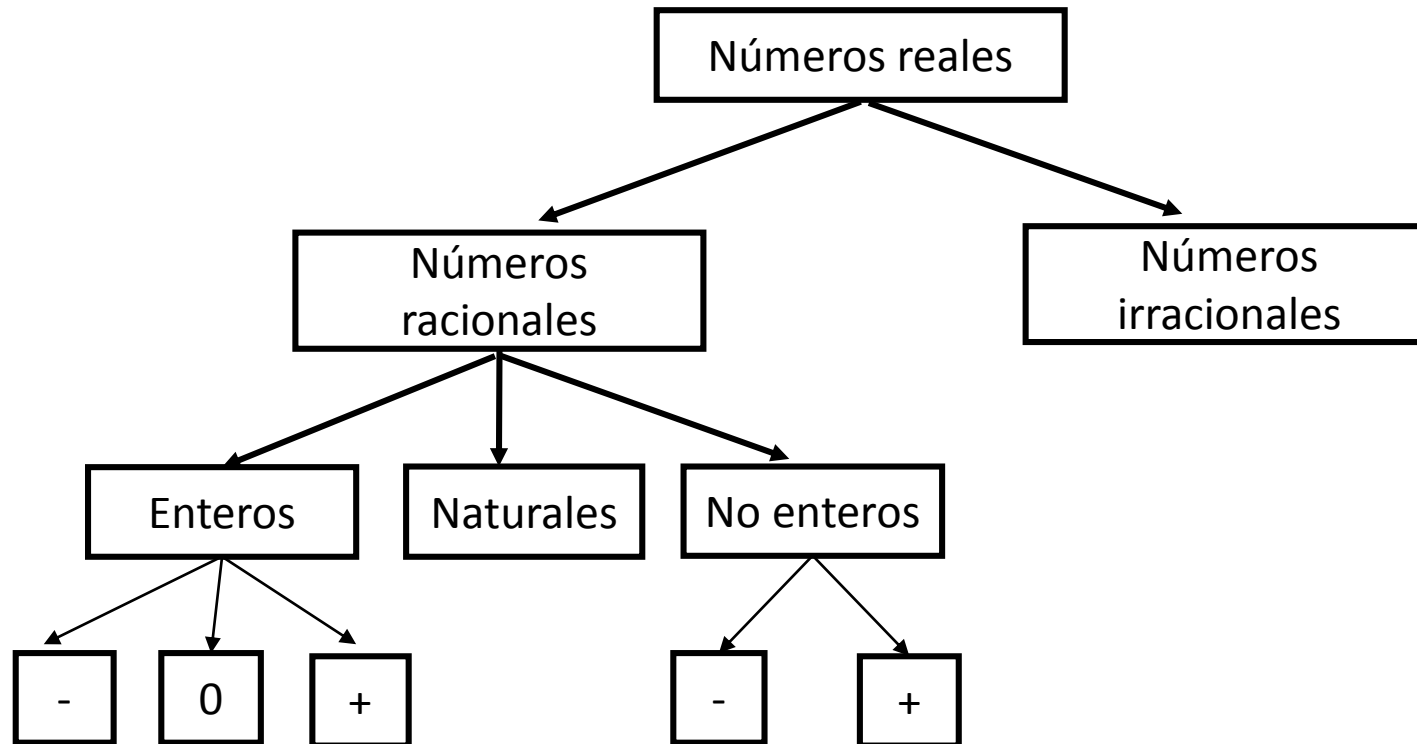 Números reales
Números
racionales
Números
irracionales
Enteros
Naturales
No enteros
-
0
+
-
+